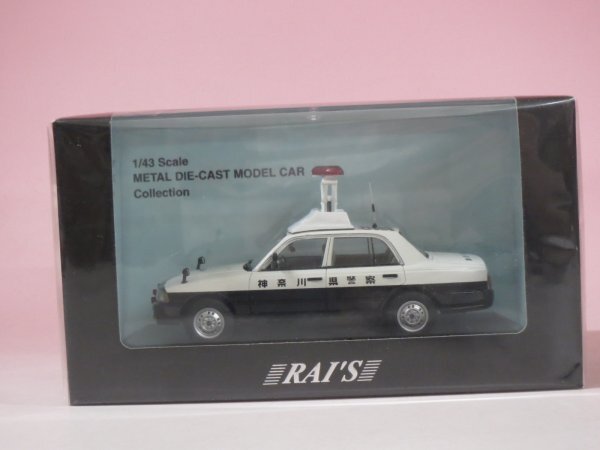 1/43 Scale
METAL DIE-CAST MODEL CAR
Collection
神奈川県警察
RAI'S